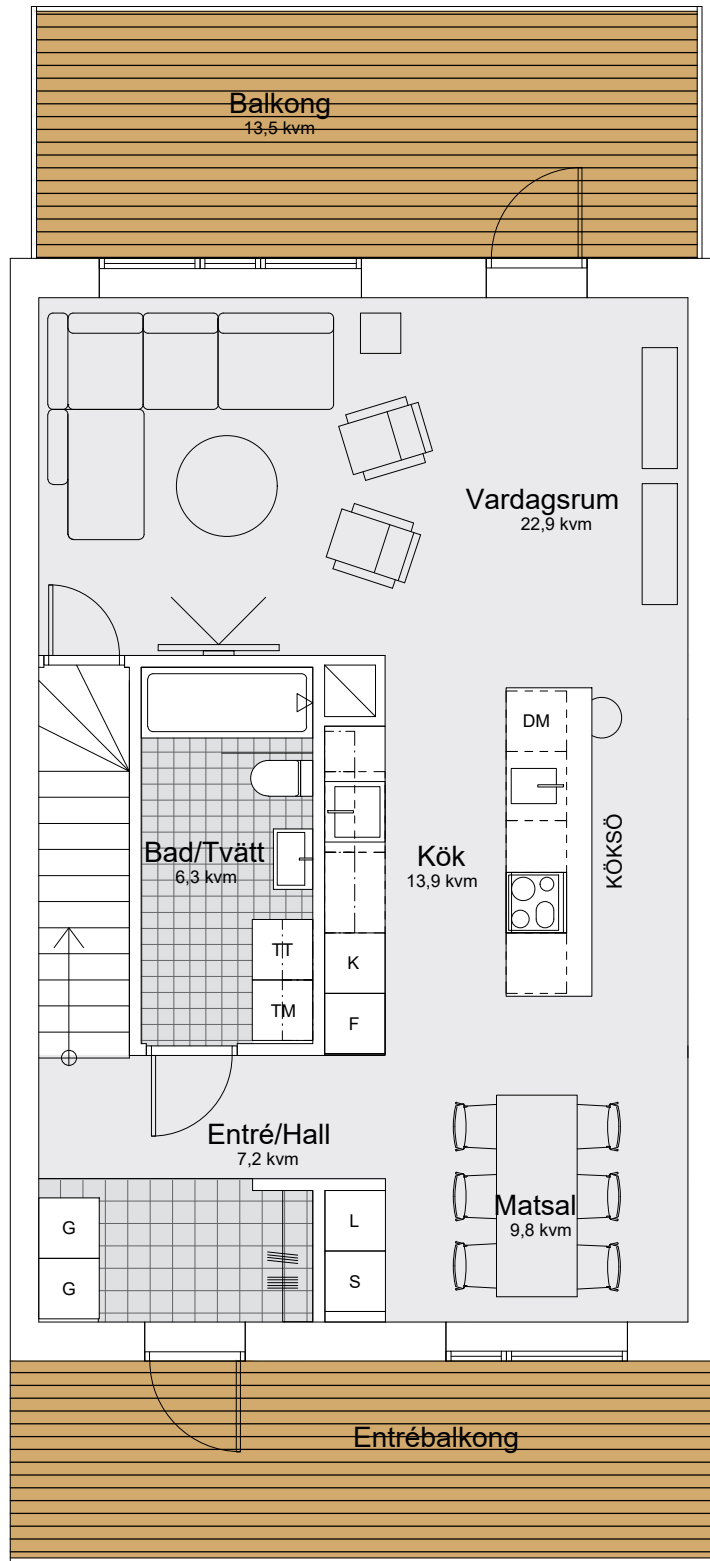 Balkong
13,5 kvm
Vardagsrum
22,9 kvm
DM
Bad/Tvätt
6,3 kvm
Kök
13,9 kvm
KÖKSÖ
TT
K
TM
F
Entré/Hall
7,2 kvm
Matsal
9,8 kvm
G
L
G
S
Entrébalkong